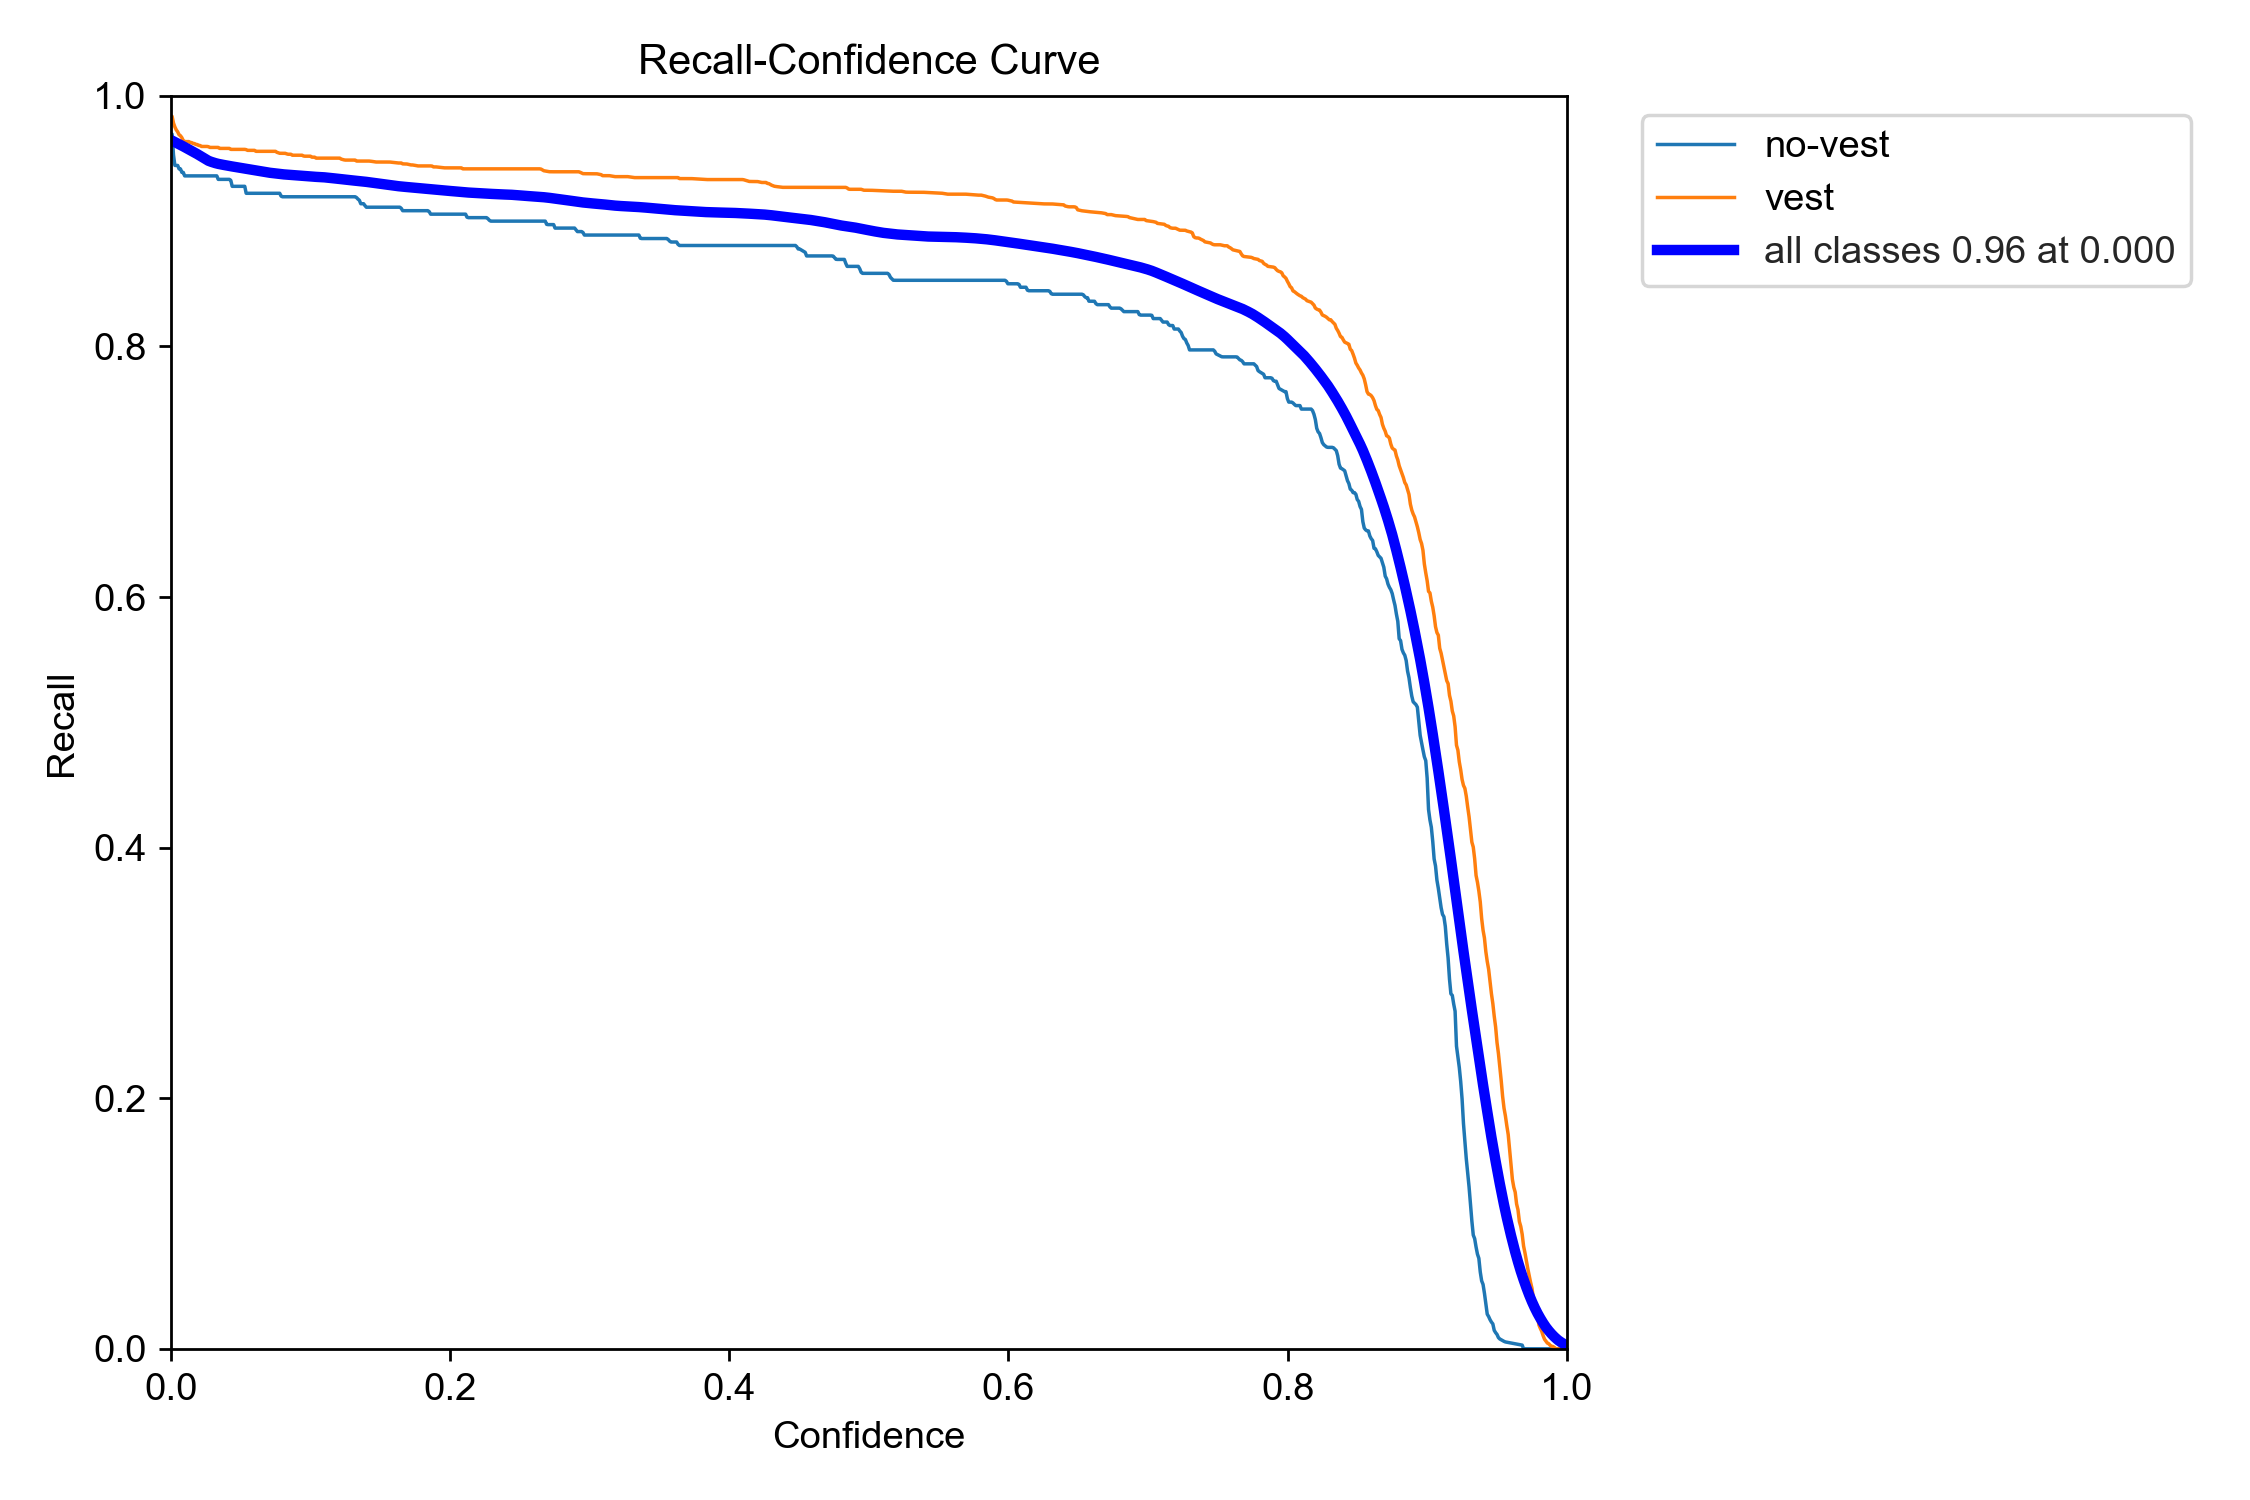 Recall-Confidence Curve
1.0
0.8
0.6
0.4
0.2
0.0
Recall
0.0 0.2 0.4 0.6 0.8 1.0
Confidence
no-vest
vest
all classes 0.96 at 0.000